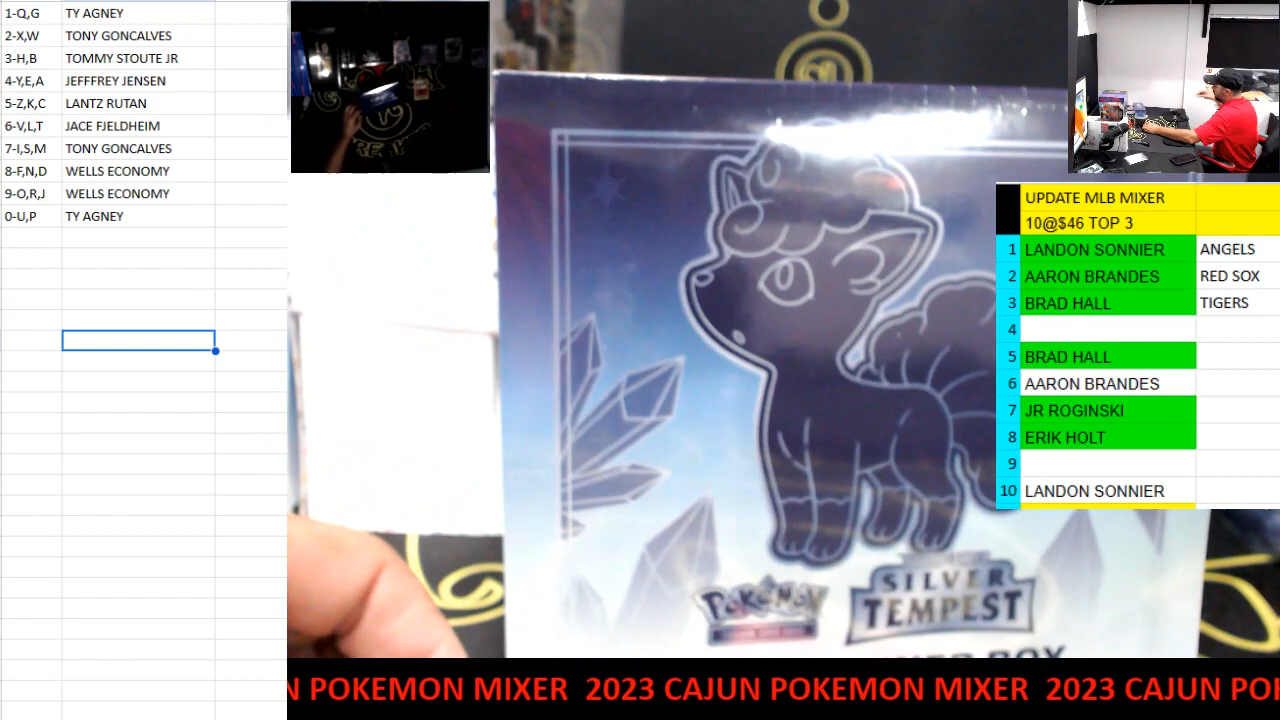 1-Q,G TY AGNEY
2-X,W TONY GONCALVES
3-H,B TOMMY STOUTE JR
4-Y,E,A JEFFFREY JENSEN
5-Z,K,C LANTZ RUTAN
6-V,L,T JACE FJELDHEIM
7-I,S,M TONY GONCALVES
8-F,N,D WELLS ECONOMY
9-O,R,J WELLS ECONOMY
0-U,P TY AGNEY
UPDATE MLB MIXER
10@$46 TOP 3
1 LANDON SONNIER ANGELS
2 AARON BRANDES RED SOX
3 BRAD HALL TIGERS
4
5 BRAD HALL
6 AARON BRANDES
7 JR ROGINSKI
8 ERIK HOLT
9
10 LANDON SONNIER
POKéMON
SILVER
TEMPEST
BOX
N POKEMON MIXER 2023 CAJUN POKEMON MIXER 2023 CAJUN POK